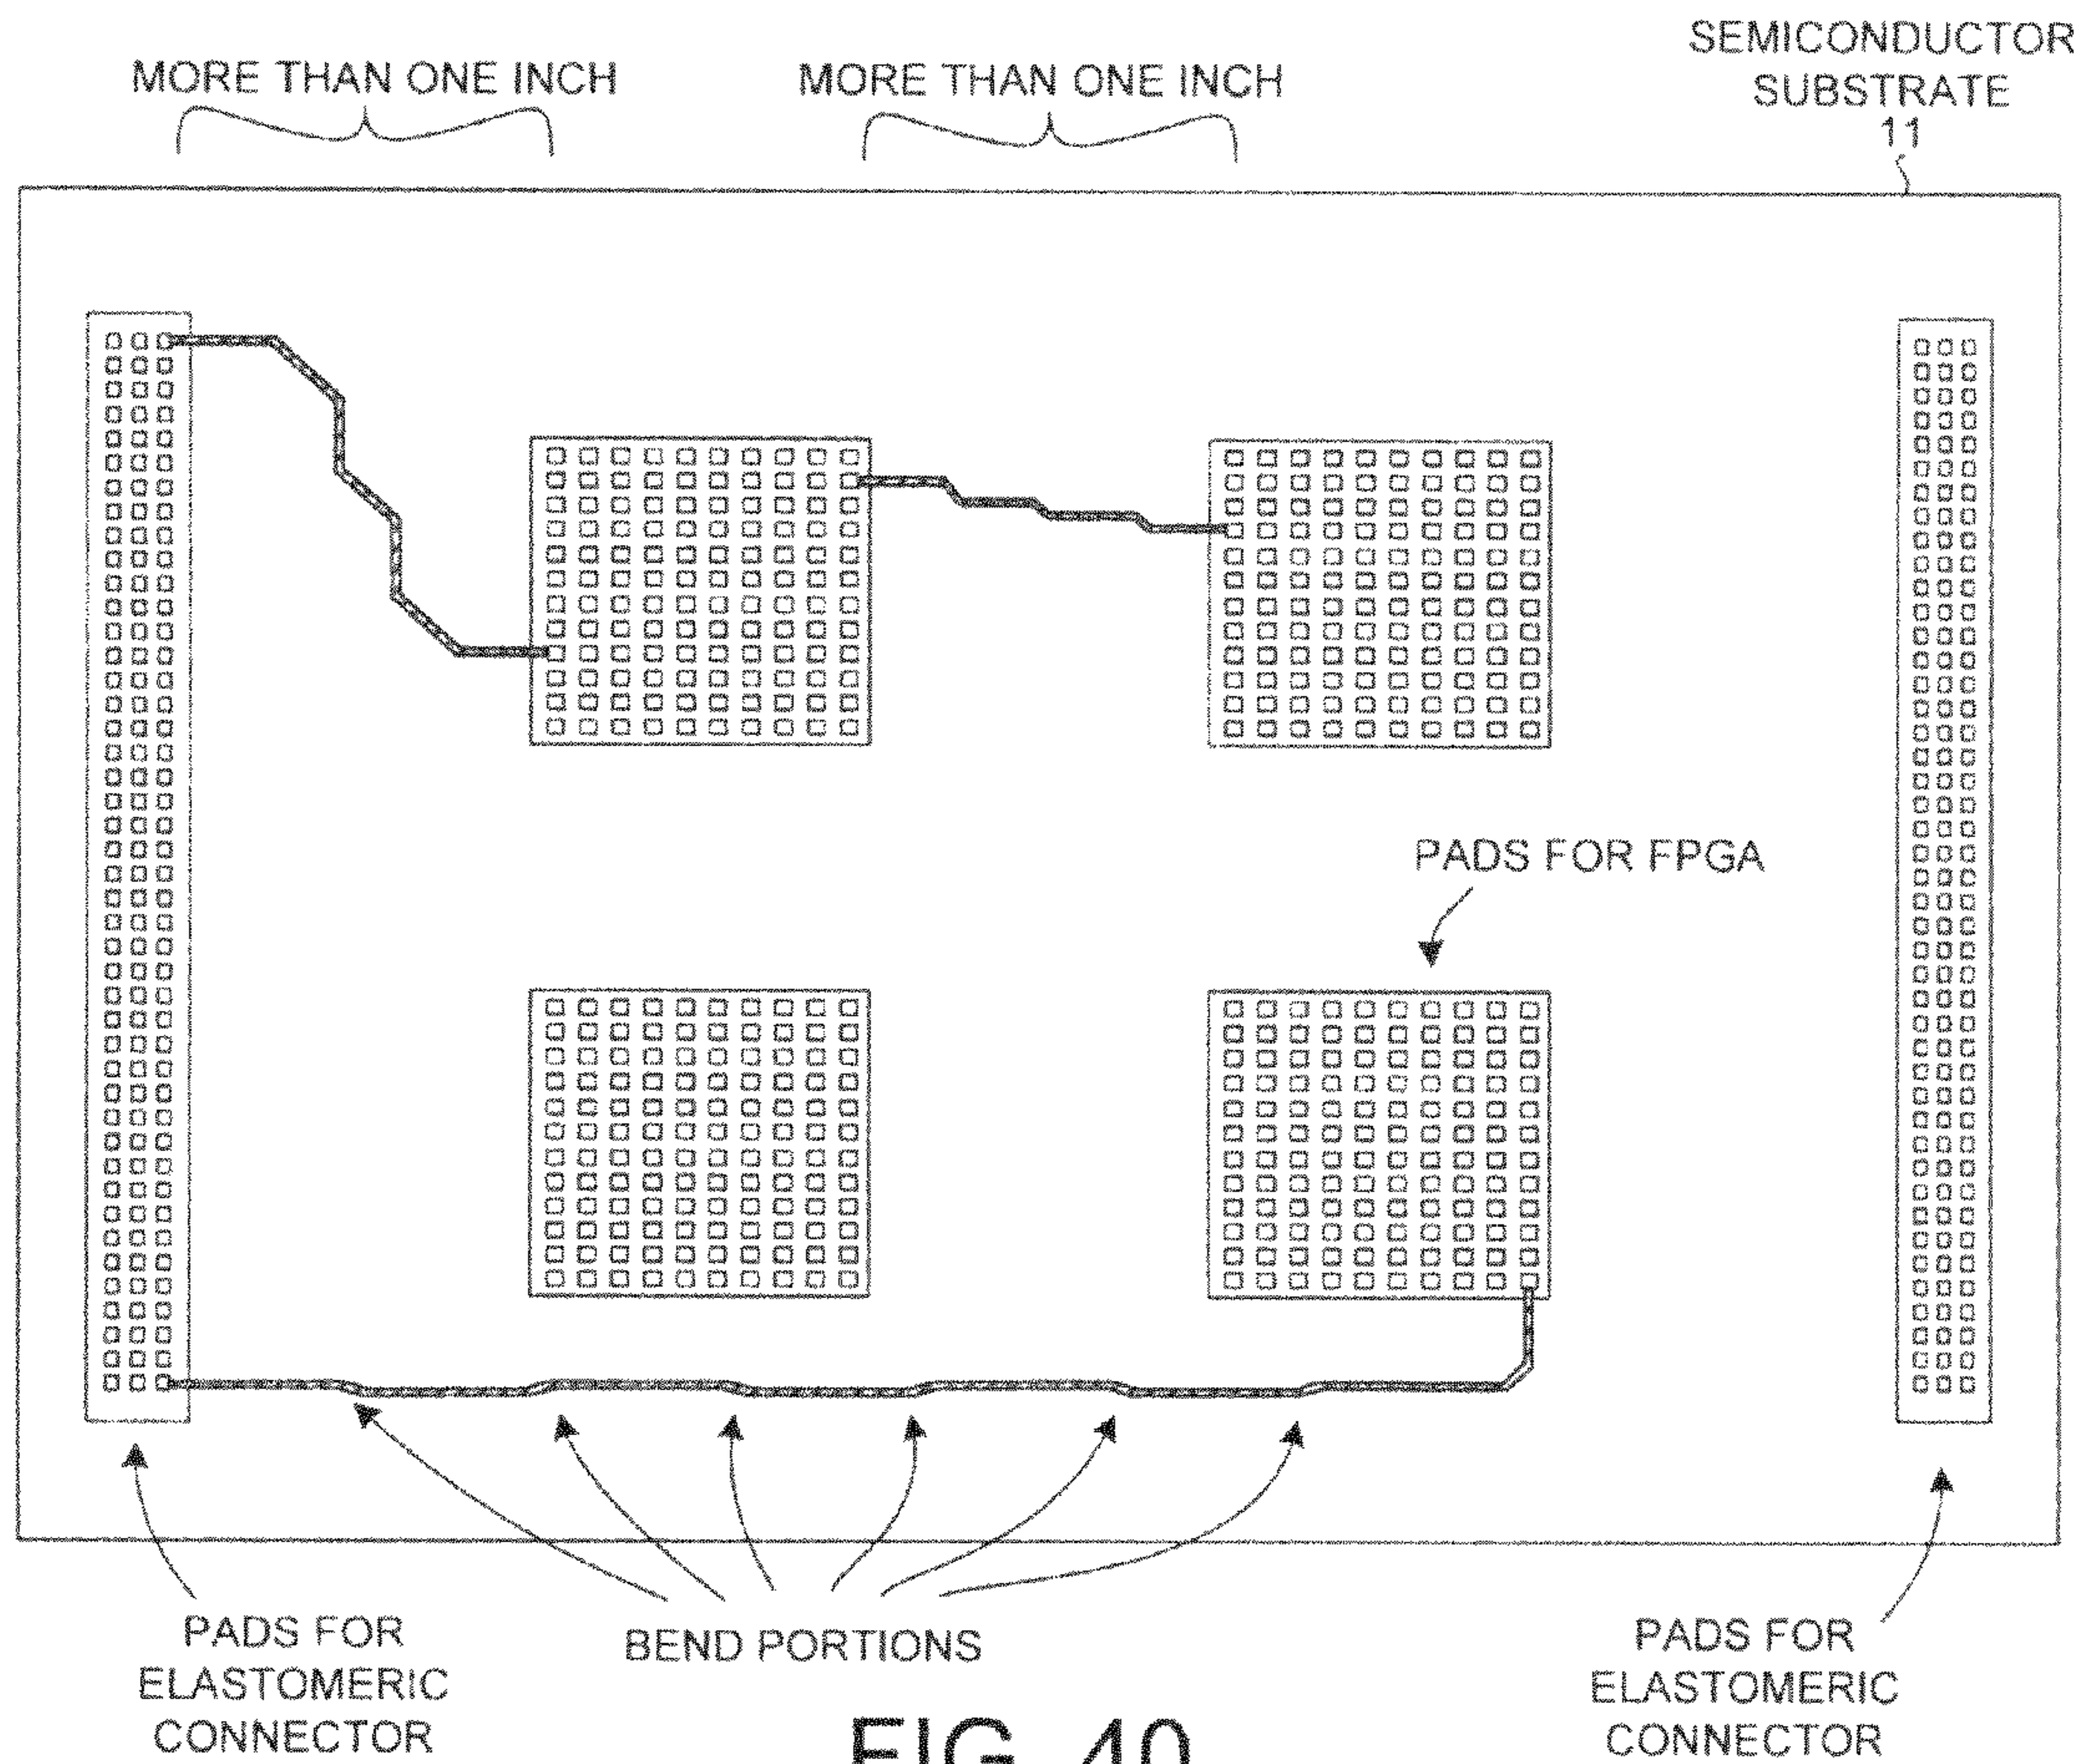 SEMICONDUCTOR
SUBSTRATE
11
MORE THAN ONE INCH
MORE THAN ONE INCH
PADS FOR FPGA
PADS FOR
ELASTOMERIC
CONNECTOR
BEND PORTIONS
PADS FOR
ELASTOMERIC
CONNECTOR
FIG. 40